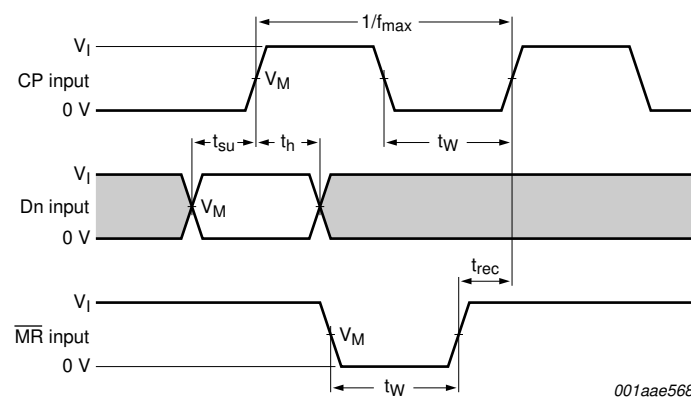 1/fmax
VI
CP input
VM
0 V
tsu
th
tW
VI
Dn input
VM
0 V
trec
VI
MR input
VM
0 V
tW
001aae568